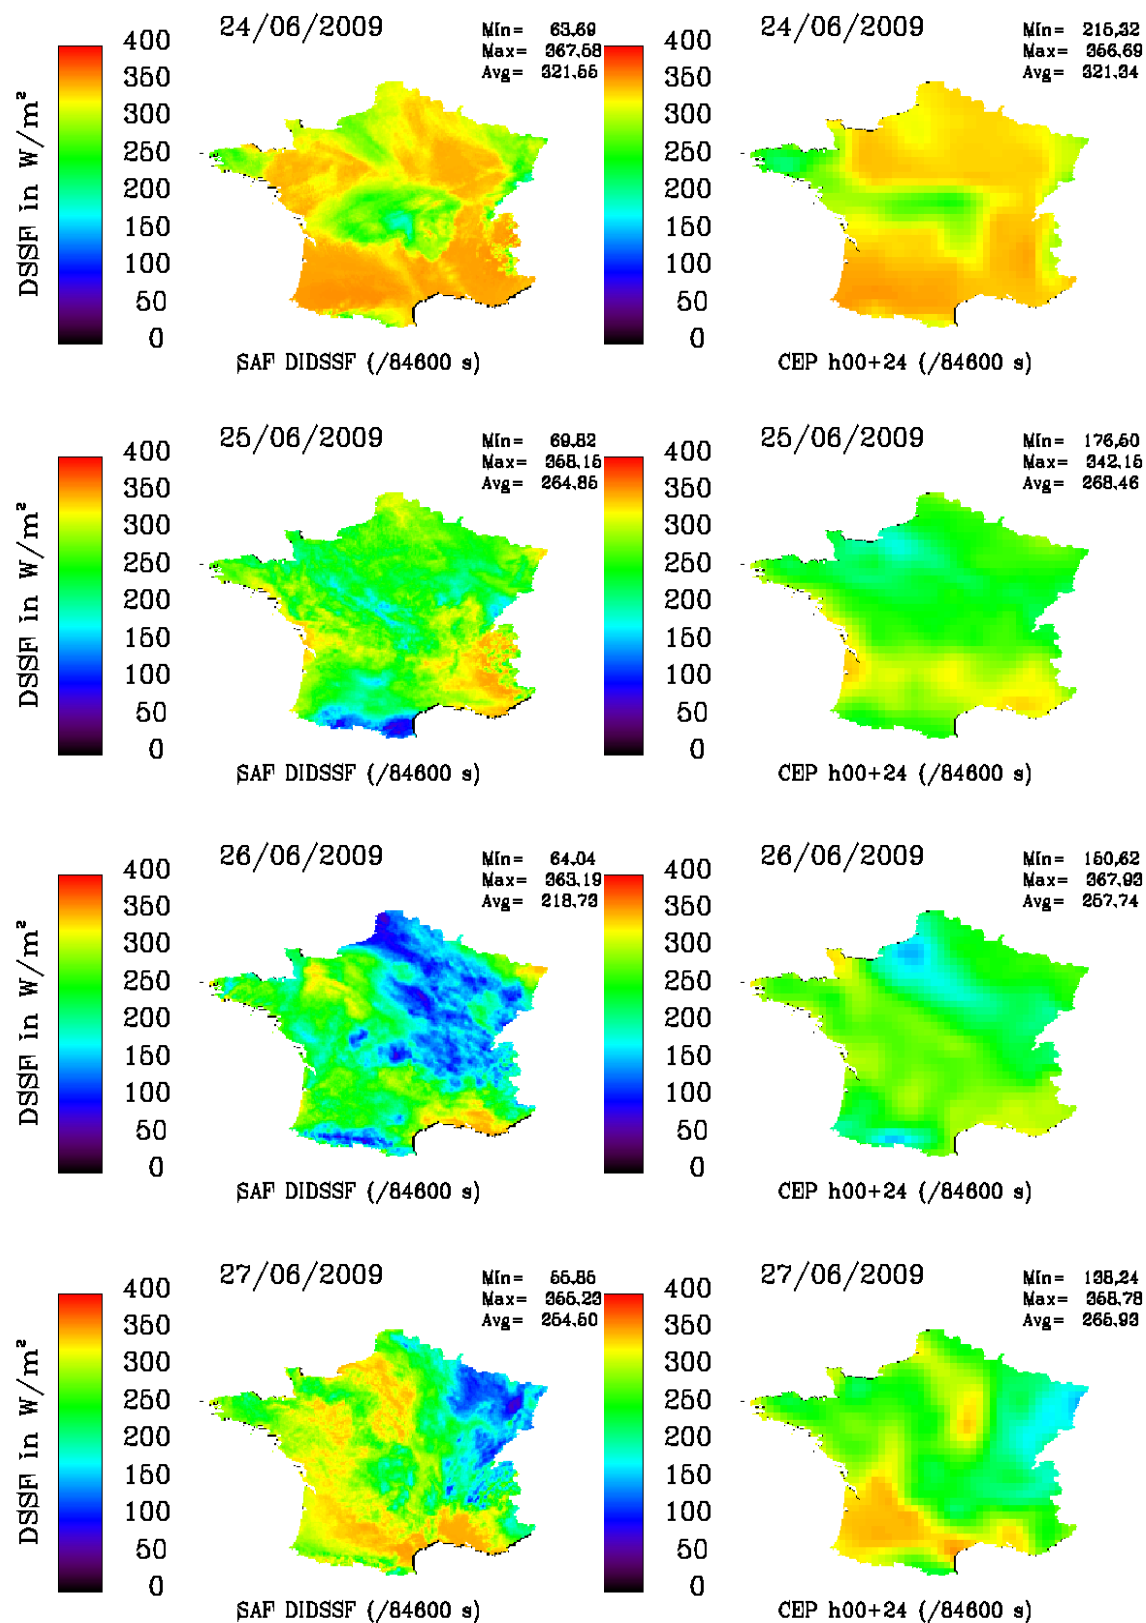 24/06/2009
Min= 63.69
Max= 367.58
Avg= 321.55
24/06/2009
Min= 215.32
Max= 356.69
Avg= 321.34
DSSF in W/m²
400
350
300
250
200
150
100
50
0
400
350
300
250
200
150
100
50
0
SAF DIDSSF (/84600 s)
CEP h00+24 (/84600 s)
25/06/2009
Min= 69.82
Max= 358.15
Avg= 264.85
25/06/2009
Min= 176.50
Max= 342.15
Avg= 268.46
DSSF in W/m²
400
350
300
250
200
150
100
50
0
400
350
300
250
200
150
100
50
0
SAF DIDSSF (/84600 s)
CEP h00+24 (/84600 s)
26/06/2009
Min= 64.04
Max= 363.19
Avg= 218.73
26/06/2009
Min= 150.62
Max= 367.93
Avg= 257.74
DSSF in W/m²
400
350
300
250
200
150
100
50
0
400
350
300
250
200
150
100
50
0
SAF DIDSSF (/84600 s)
CEP h00+24 (/84600 s)
27/06/2009
Min= 55.85
Max= 365.23
Avg= 254.50
27/06/2009
Min= 138.24
Max= 358.78
Avg= 265.93
DSSF in W/m²
400
350
300
250
200
150
100
50
0
400
350
300
250
200
150
100
50
0
SAF DIDSSF (/84600 s)
CEP h00+24 (/84600 s)